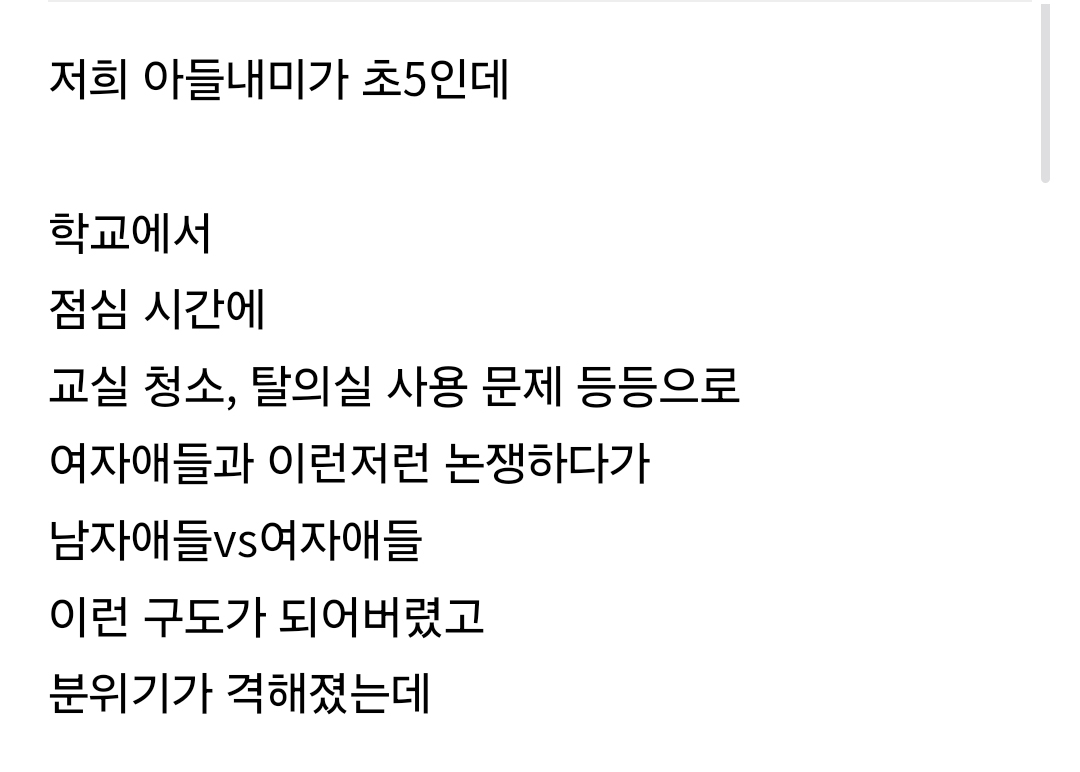 저희 아들내미가 초5인데
학교에서
점심 시간에
교실 청소, 탈의실 사용 문제 등등으로
여자애들과 이런저런 논쟁하다가
남자애들vs여자애들
이런 구도가 되어버렸고
분위기가 격해졌는데